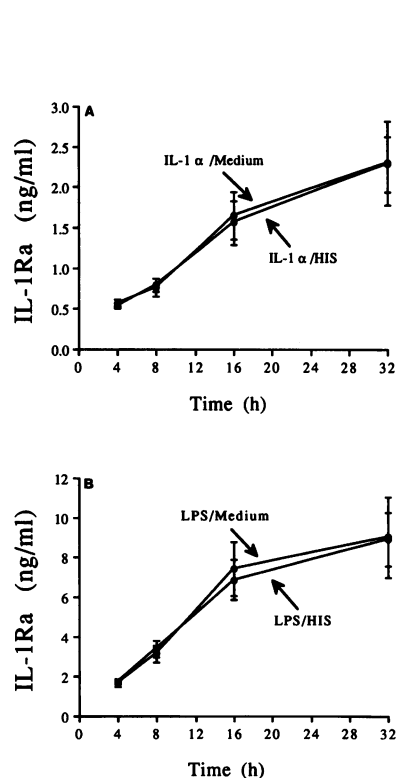 A
3.0
2.5
2.0
1.5
1.0
0.5
0.0
IL-1Ra (ng/ml)
IL-1 α /Medium
IL-1 α /HIS
0 4 8 12 16 20 24 28 32
Time (h)
B
12
10
8
6
4
2
0
IL-1Ra (ng/ml)
LPS/Medium
LPS/HIS
0 4 8 12 16 20 24 28 32
Time (h)